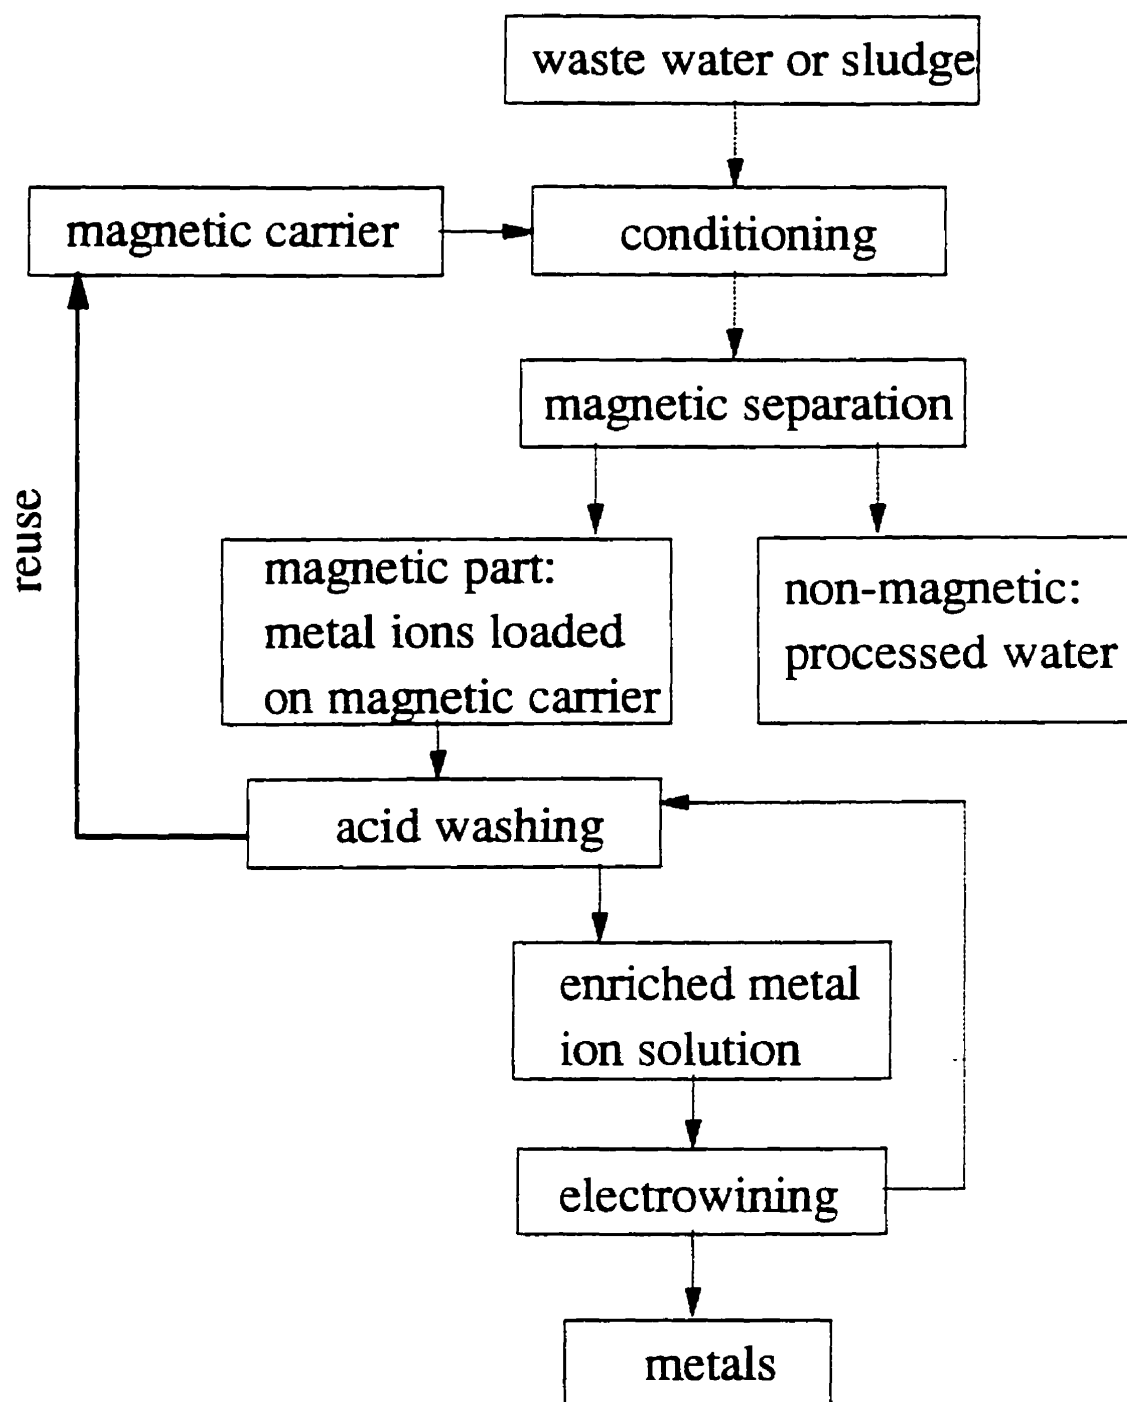 waste water or sludge
magnetic carrier
conditioning
magnetic separation
reuse
magnetic part:
metal ions loaded
on magnetic carrier
non-magnetic:
processed water
acid washing
enriched metal
ion solution
electrowining
metals